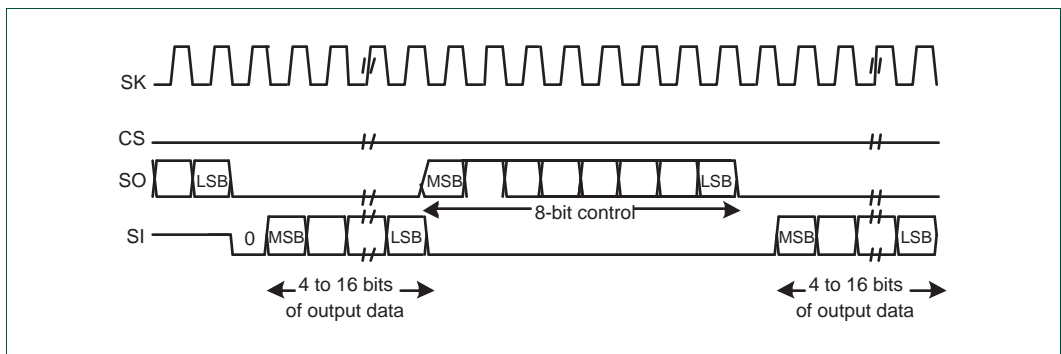 SK
CS
SO
LSB
MSB
LSB
8-bit control
SI
0
MSB
LSB
MSB
LSB
4 to 16 bits
of output data
4 to 16 bits
of output data